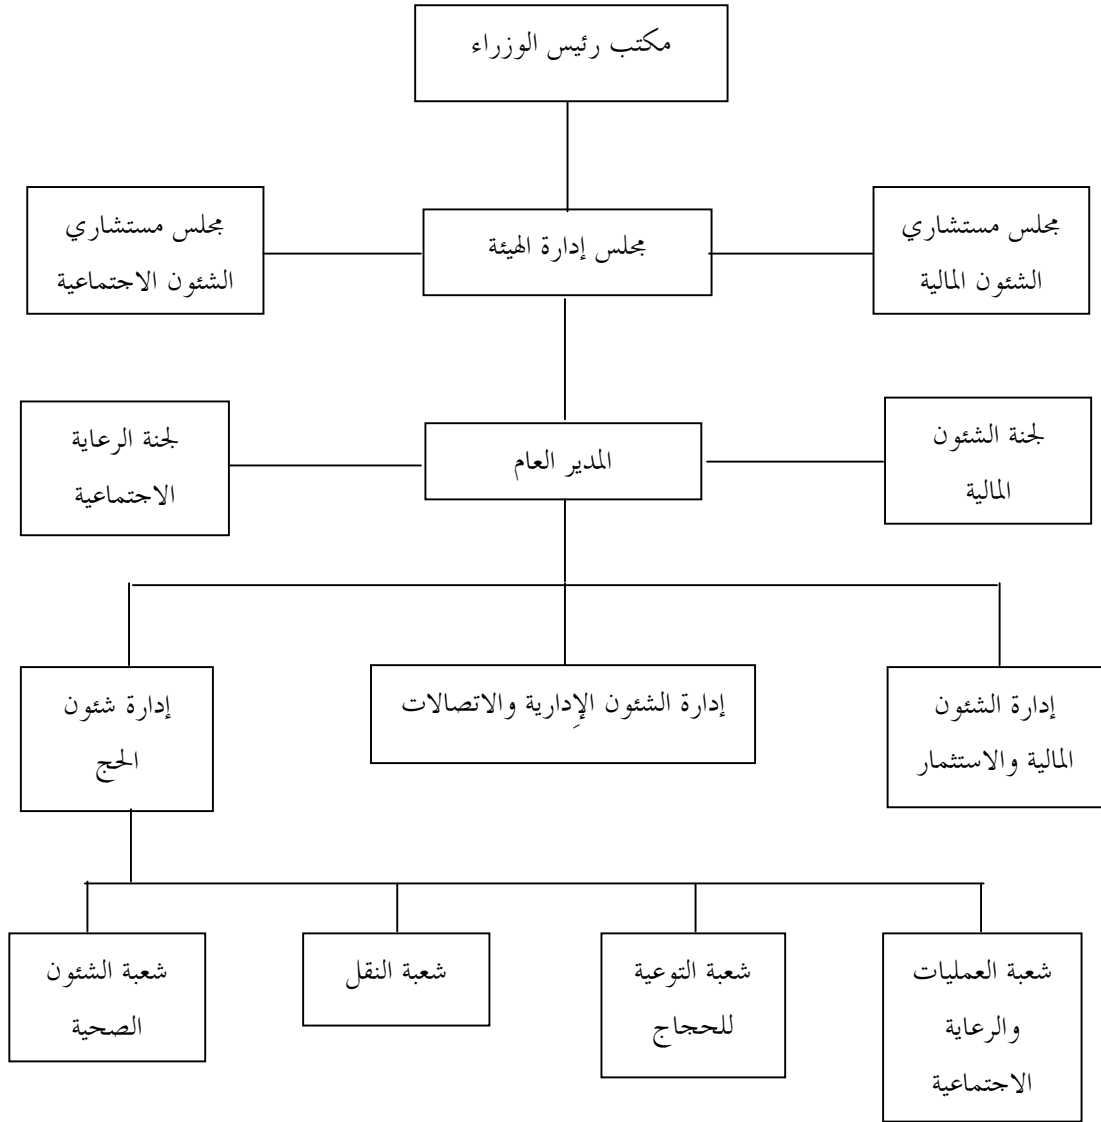 مكتب رئيس الوزراء
مجلس مستشاري
الشئون المالية
مجلس إدارة الهيئة
مجلس مستشاري
الشئون الاجتماعية
لجنة الشئون
المالية
المدير العام
لجنة الرعاية
الاجتماعية
إدارة الشئون
المالية والاستثمار
إدارة الشئون الإِدارية والاتصالات
إدارة شئون
الحج
شعبة العمليات
والرعاية
الاجتماعية
شعبة التوعية
للحجاج
شعبة النقل
شعبة الشئون
الصحية